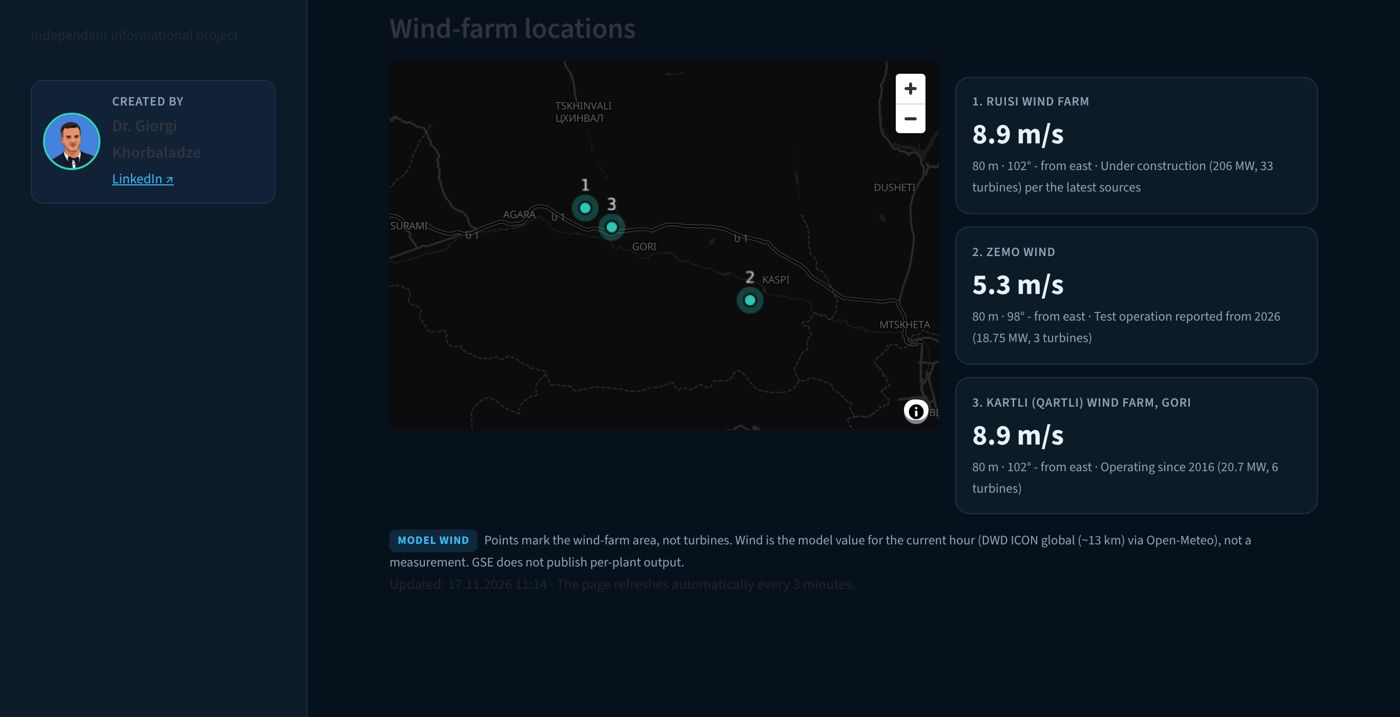 Independent informational project
CREATED BY
Dr. Giorgi
Khorbaladze
LinkedIn ↗
Wind-farm locations
TSKHINVALI
ЦХИНВАЛ
DUSHETI
1
3
AGARA
U 1
SURAMI
U 1
GORI
U 1
2
KASPI
MTSKHETA
+
−
1. RUISI WIND FARM
8.9 m/s
80 m · 102° - from east · Under construction (206 MW, 33
turbines) per the latest sources
2. ZEMO WIND
5.3 m/s
80 m · 98° - from east · Test operation reported from 2026
(18.75 MW, 3 turbines)
3. KARTLI (QARTLI) WIND FARM, GORI
8.9 m/s
80 m · 102° - from east · Operating since 2016 (20.7 MW, 6
turbines)
MODEL WIND Points mark the wind-farm area, not turbines. Wind is the model value for the current hour (DWD ICON global (~13 km) via Open-Meteo), not a
measurement. GSE does not publish per-plant output.
Updated: 17.11.2026 11:14 · The page refreshes automatically every 3 minutes.